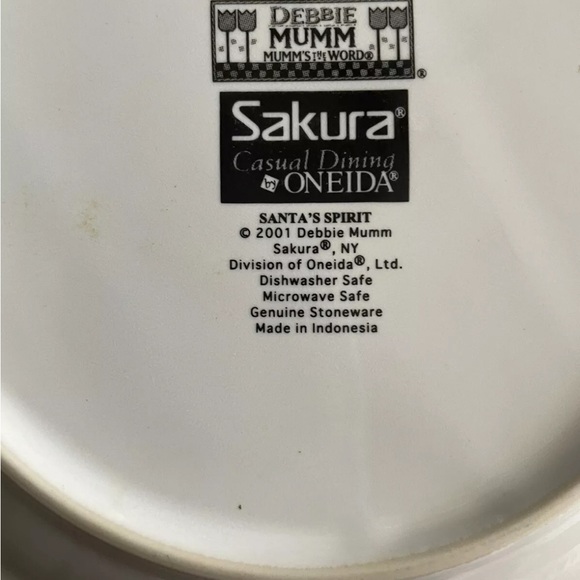 DEBBIE
MUMM
MUMM'S THE WORD®
®
Sakura®
Casual Dining
by ONEIDA®
SANTA'S SPIRIT
© 2001 Debbie Mumm
Sakura®, NY
Division of Oneida®, Ltd.
Dishwasher Safe
Microwave Safe
Genuine Stoneware
Made in Indonesia